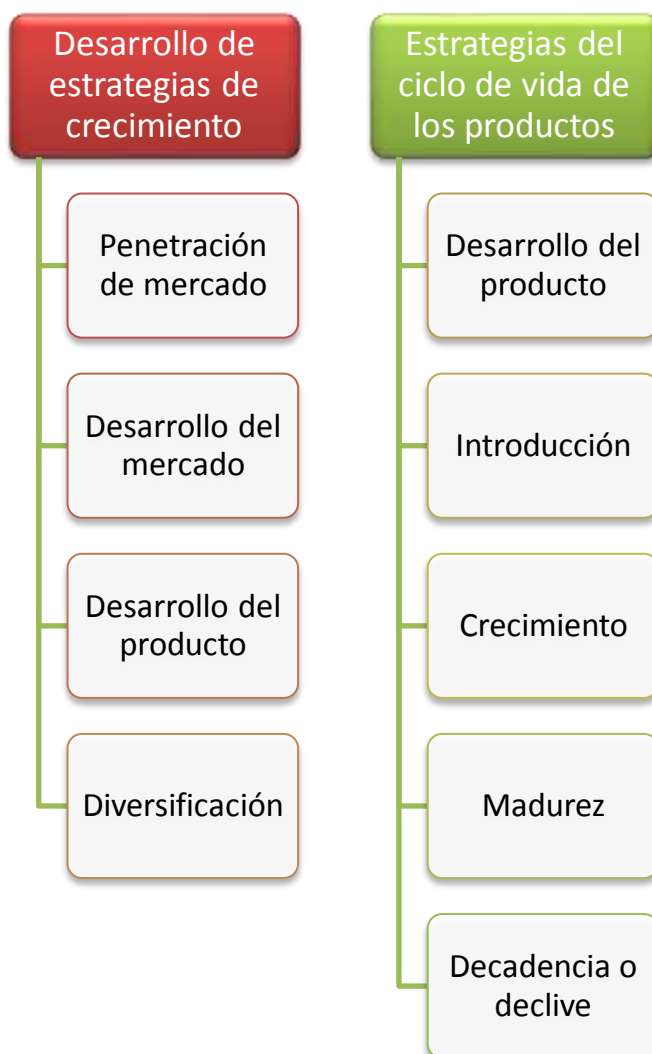 Desarrollo de
estrategias de
crecimiento
Penetración
de mercado
Desarrollo del
mercado
Desarrollo del
producto
Diversificación
Estrategias del
ciclo de vida de
los productos
Desarrollo del
producto
Introducción
Crecimiento
Madurez
Decadencia o
declive